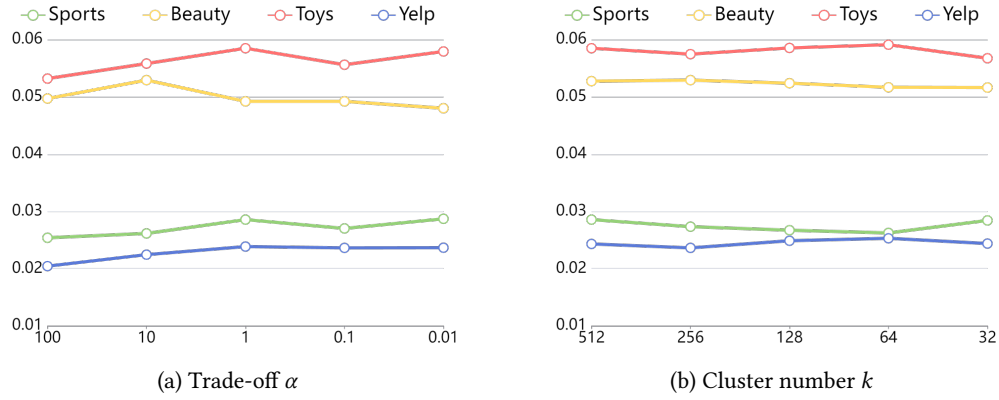 Sports Beauty Toys Yelp
0.06
0.05
0.04
0.03
0.02
0.01
100 10 1 0.1 0.01
(a) Trade-off α
Sports Beauty Toys Yelp
0.06
0.05
0.04
0.03
0.02
0.01
512 256 128 64 32
(b) Cluster number k